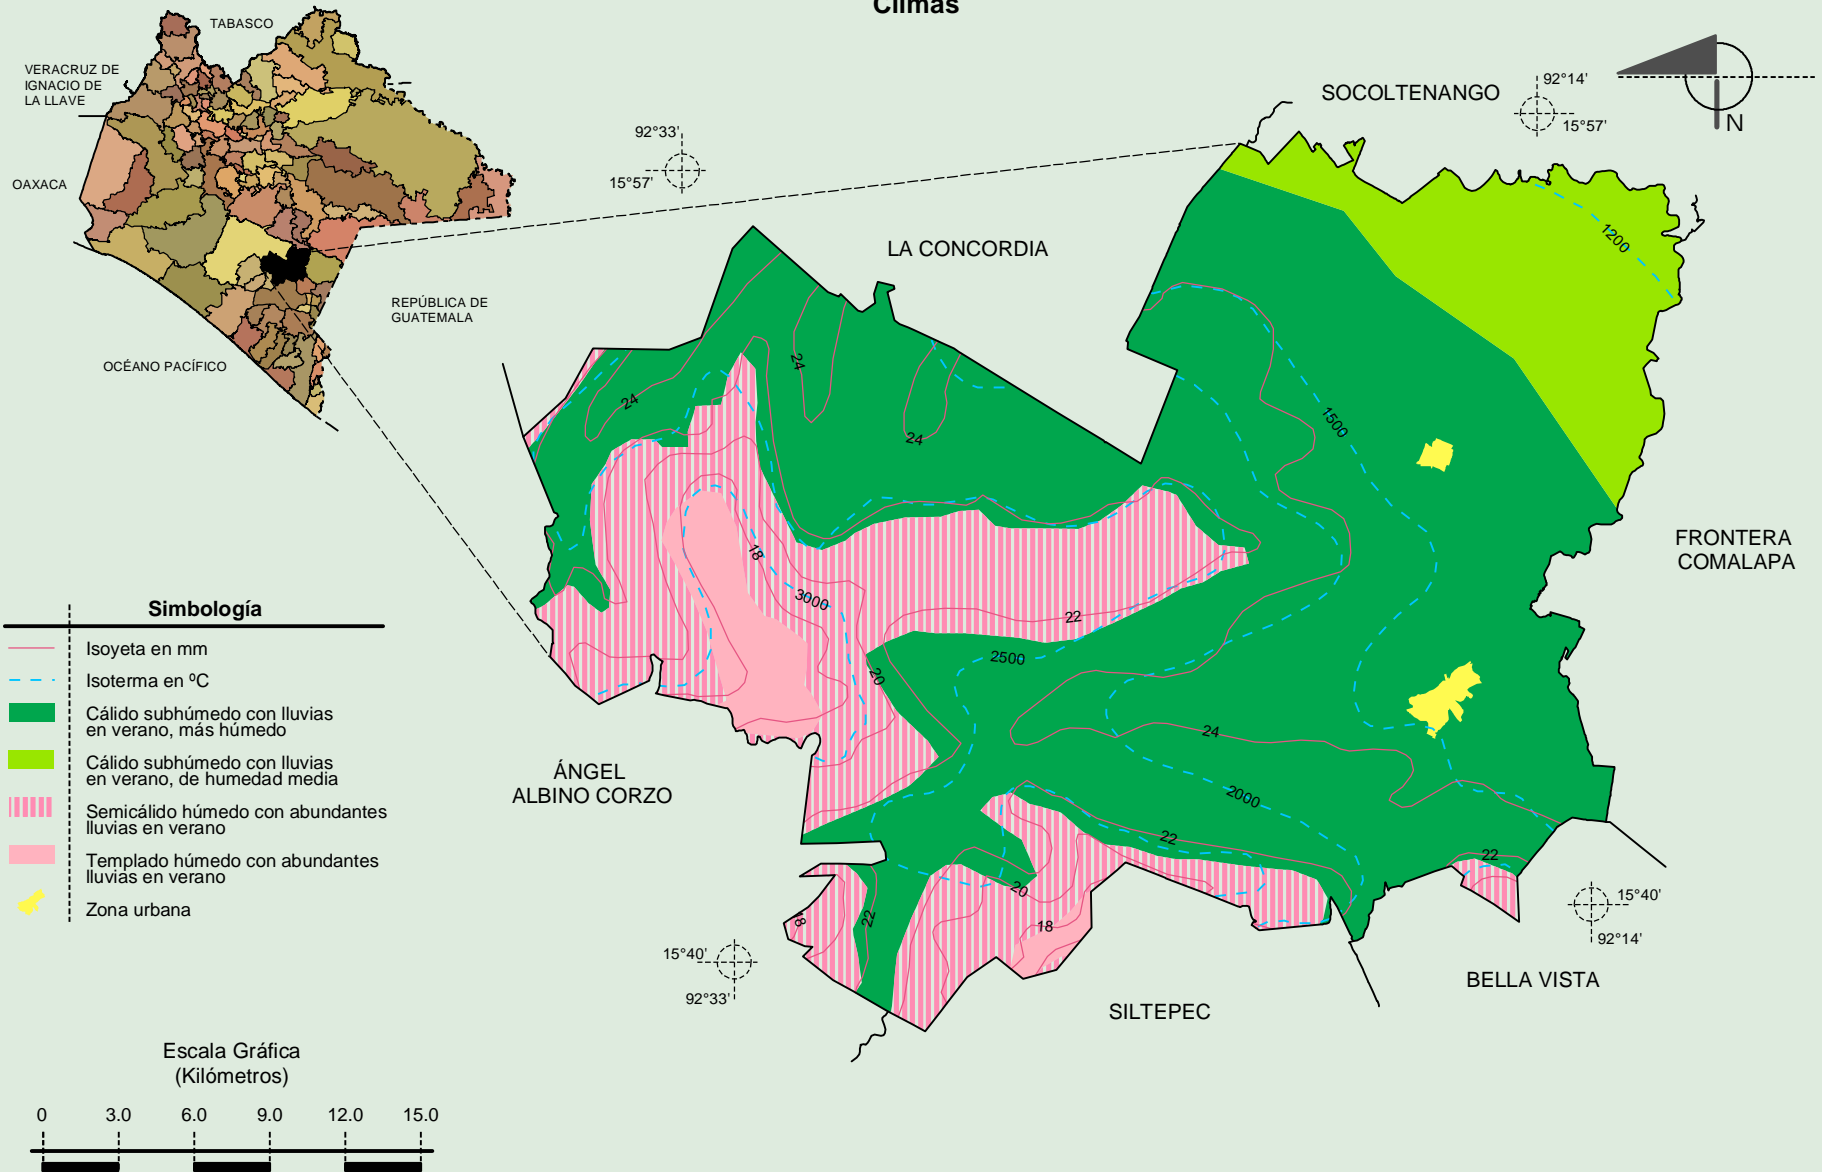 Climas
TABASCO
VERACRUZ DE
IGNACIO DE
LA LLAVE
OAXACA
REPÚBLICA DE
GUATEMALA
OCÉANO PACÍFICO
92°33'
15°57'
SOCOLTENANGO
92°14'
15°57'
N
LA CONCORDIA
FRONTERA
COMALAPA
ÁNGEL
ALBINO CORZO
SILTEPEC
BELLA VISTA
15°40'
92°14'
15°40'
92°33'
1200
1500
24
24
24
18
3000
22
2500
20
24
2000
22
22
20
18
22
18
Simbología
Isoyeta en mm
Isoterma en ºC
Cálido subhúmedo con lluvias
en verano, más húmedo
Cálido subhúmedo con lluvias
en verano, de humedad media
Semicálido húmedo con abundantes
lluvias en verano
Templado húmedo con abundantes
lluvias en verano
Zona urbana
Escala Gráfica
(Kilómetros)
0 3.0 6.0 9.0 12.0 15.0